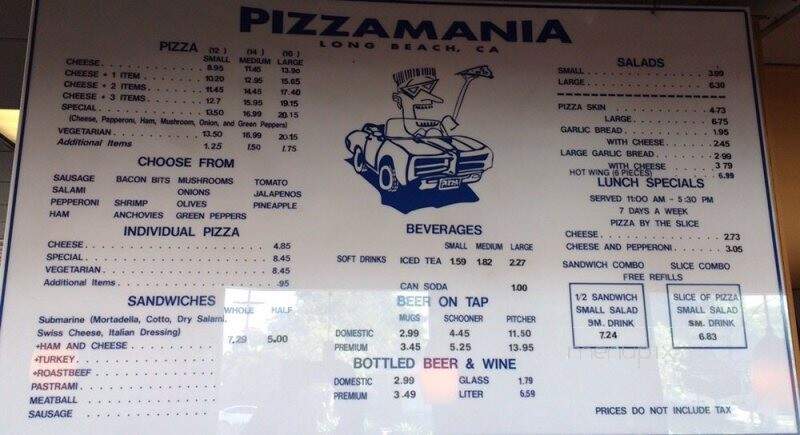 PIZZAMANIA
LONG BEACH, CA
PIZZA (12) SMALL (14) MEDIUM (16) LARGE
CHEESE 8.95 11.45 13.90
CHEESE + 1 ITEM 10.20 12.95 15.65
CHEESE + 2 ITEMS 11.45 14.45 17.40
CHEESE + 3 ITEMS 12.7 15.95 19.15
SPECIAL 13.50 16.99 20.15
(Cheese, Pepperoni, Ham, Mushroom, Onion, and Green Peppers)
VEGETARIAN 13.50 16.99 20.15
Additional Items 1.25 1.50 1.75
CHOOSE FROM
SAUSAGE BACON BITS MUSHROOMS TOMATO
SALAMI ONIONS JALAPENOS
PEPPERONI SHRIMP OLIVES PINEAPPLE
HAM ANCHOVIES GREEN PEPPERS
INDIVIDUAL PIZZA
CHEESE 4.85
SPECIAL 8.45
VEGETARIAN 8.45
Additional Items .95
SANDWICHES
WHOLE HALF
Submarine (Mortadella, Cotto, Dry Salami,
Swiss Cheese, Italian Dressing) 7.29 5.00
+HAM AND CHEESE
+TURKEY
+ROASTBEEF
PASTRAMI
MEATBALL
SAUSAGE
BEVERAGES
SMALL MEDIUM LARGE
SOFT DRINKS ICED TEA 1.59 1.82 2.27
CAN SODA 1.00
BEER ON TAP
MUGS SCHOONER PITCHER
DOMESTIC 2.99 4.45 11.50
PREMIUM 3.45 5.25 13.95
BOTTLED BEER & WINE
DOMESTIC 2.99 GLASS 1.79
PREMIUM 3.49 LITER 5.59
SALADS
SMALL 3.99
LARGE 6.30
PIZZA SKIN 4.73
LARGE 6.75
GARLIC BREAD 1.95
WITH CHEESE 2.45
LARGE GARLIC BREAD 2.99
WITH CHEESE 3.79
HOT WING (6 PIECES) 6.99
LUNCH SPECIALS
SERVED 11:00 AM - 5:30 PM
7 DAYS A WEEK
PIZZA BY THE SLICE
CHEESE 2.73
CHEESE AND PEPPERONI 3.05
SANDWICH COMBO SLICE COMBO
FREE REFILLS
1/2 SANDWICH
SMALL SALAD
SM. DRINK
7.24
SLICE OF PIZZA
SMALL SALAD
SM. DRINK
6.83
menupix
PRICES DO NOT INCLUDE TAX